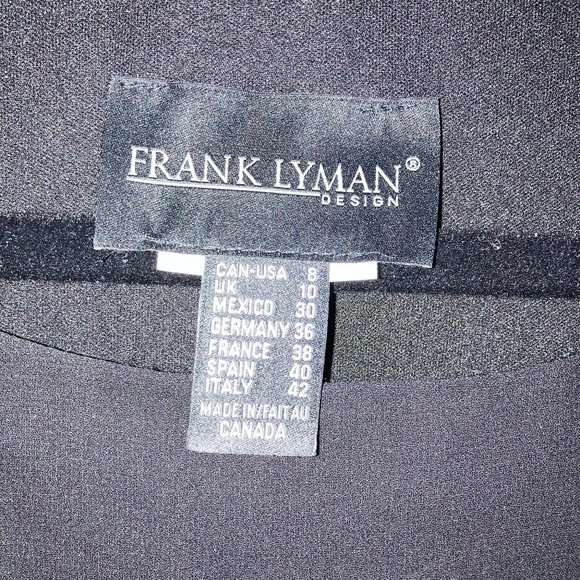 FRANK LYMAN®
DESIGN
CAN-USA 8
UK 10
MEXICO 30
GERMANY 36
FRANCE 38
SPAIN 40
ITALY 42
MADE IN/FAIT AU
CANADA